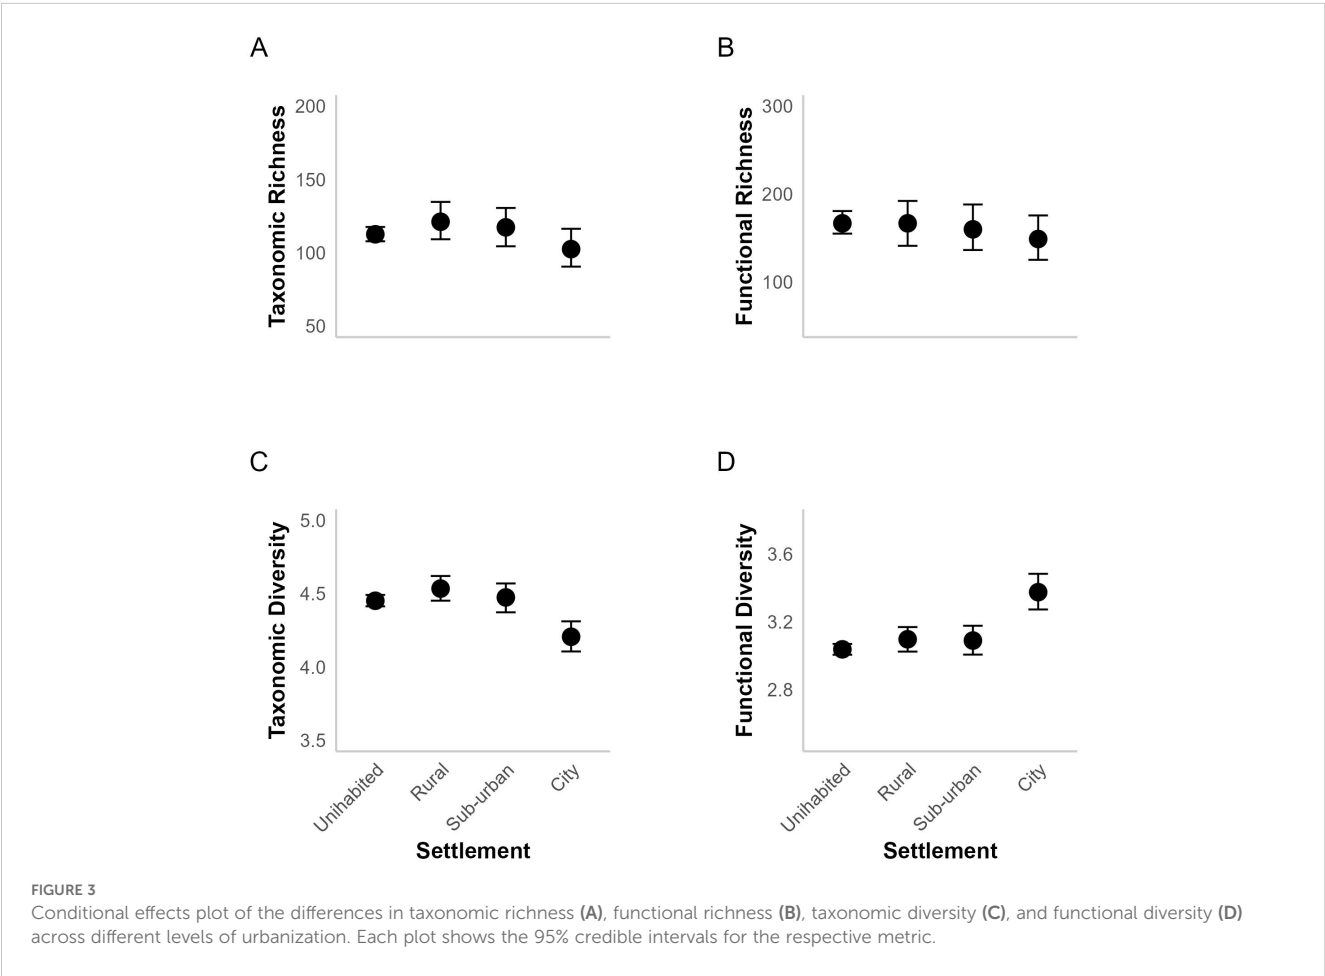 A
Taxonomic Richness
200
150
100
50
B
Functional Richness
300
200
100
C
Taxonomic Diversity
5.0
4.5
4.0
3.5
Unihabited
Rural
Sub-urban
City
Settlement
D
Functional Diversity
3.6
3.2
2.8
Unihabited
Rural
Sub-urban
City
Settlement
FIGURE 3
Conditional effects plot of the differences in taxonomic richness (A), functional richness (B), taxonomic diversity (C), and functional diversity (D)
across different levels of urbanization. Each plot shows the 95% credible intervals for the respective metric.